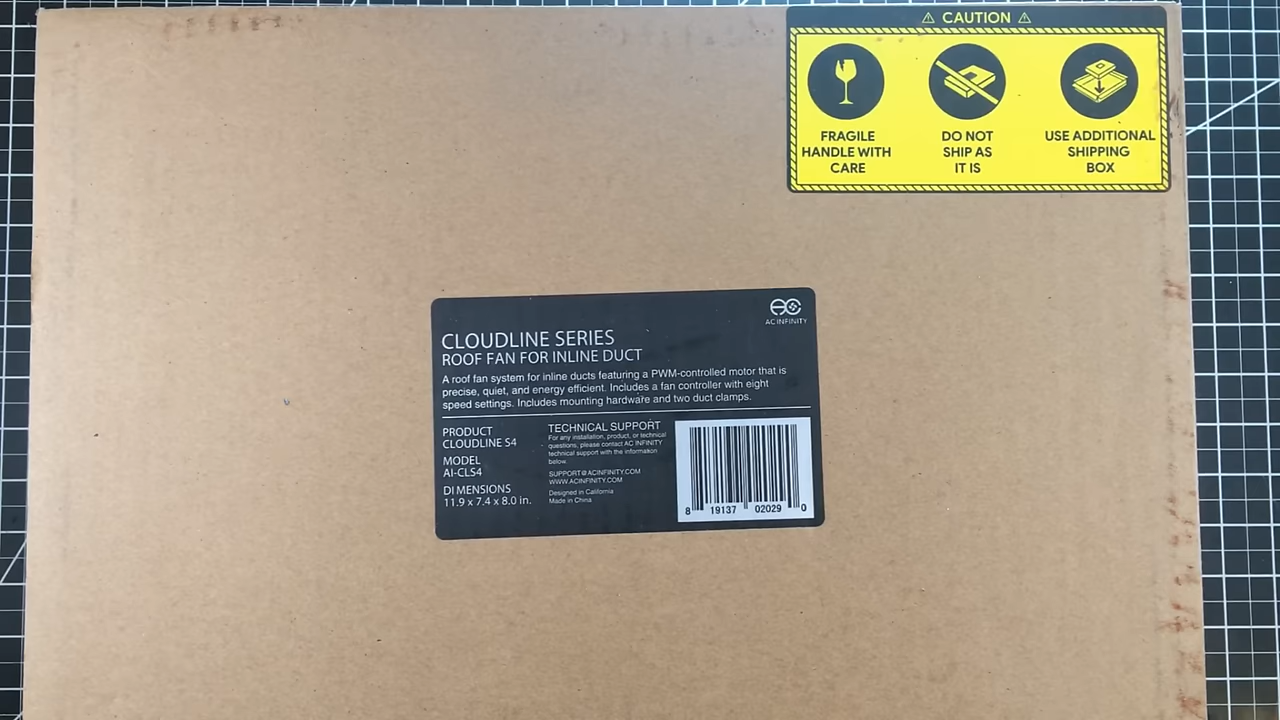 CAUTION
FRAGILE
HANDLE WITH
CARE
DO NOT
SHIP AS
IT IS
USE ADDITIONAL
SHIPPING
BOX
AC INFINITY
CLOUDLINE SERIES
ROOF FAN FOR INLINE DUCT
A roof fan system for inline ducts featuring a PWM-controlled motor that is
precise, quiet, and energy efficient. Includes a fan controller with eight
speed settings. Includes mounting hardware and two duct clamps.
PRODUCT
CLOUDLINE S4
MODEL
AI-CLS4
DIMENSIONS
11.9 x 7.4 x 8.0 in.
TECHNICAL SUPPORT
For any installation, product, or technical
questions, please contact AC INFINITY
technical support with the information
below.
SUPPORT@ACINFINITY.COM
WWW.ACINFINITY.COM
Designed in California
Made in China
8 19137 02029 0